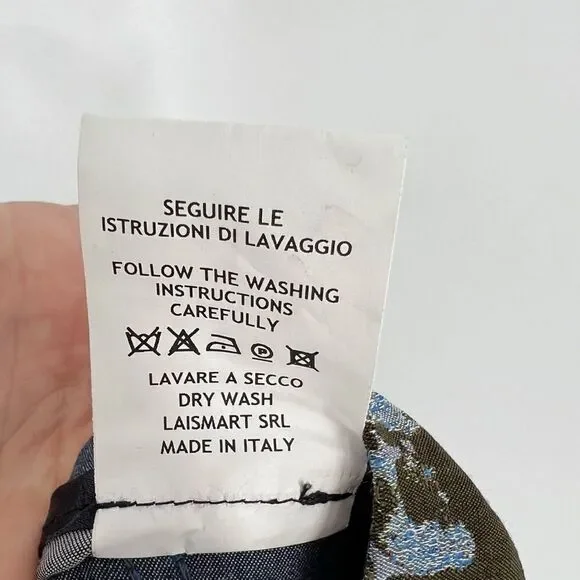 SEGUIRE LE
ISTRUZIONI DI LAVAGGIO
FOLLOW THE WASHING
INSTRUCTIONS
CAREFULLY
P
LAVARE A SECCO
DRY WASH
LAISMART SRL
MADE IN ITALY